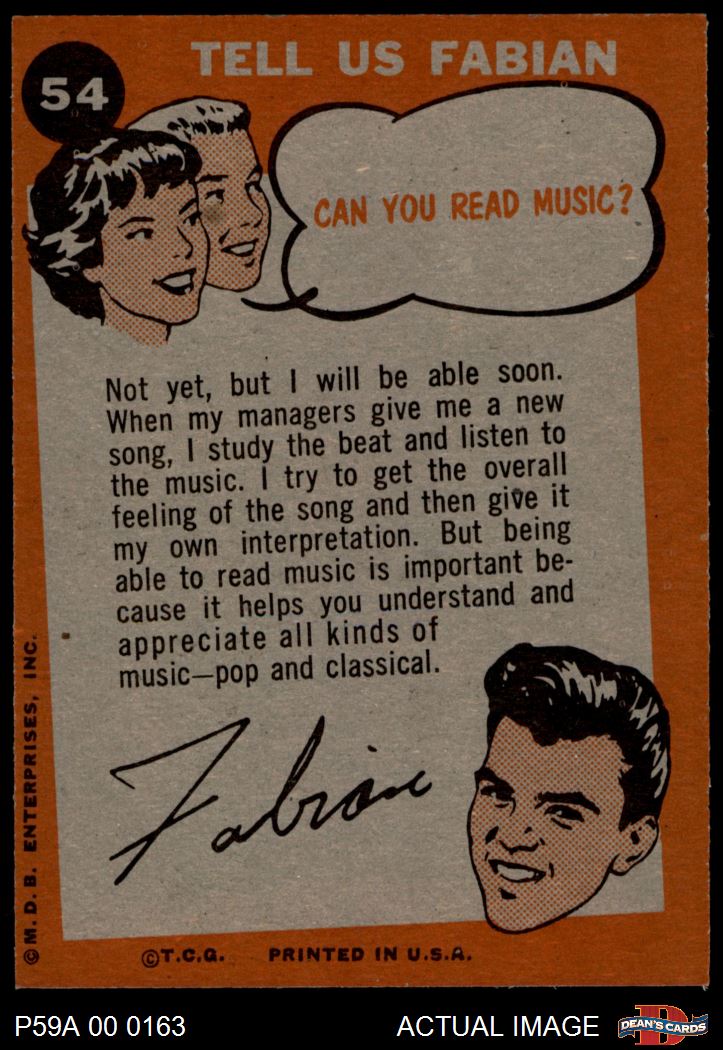 54
TELL US FABIAN
CAN YOU READ MUSIC?
Not yet, but I will be able soon.
When my managers give me a new
song, I study the beat and listen to
the music. I try to get the overall
feeling of the song and then give it
my own interpretation. But being
able to read music is important be-
cause it helps you understand and
appreciate all kinds of
music—pop and classical.
Fabian
©M. D. B. ENTERPRISES, INC.
©T.C.G. PRINTED IN U.S.A.
P59A 00 0163
ACTUAL IMAGE
D
DEAN'S CARDS